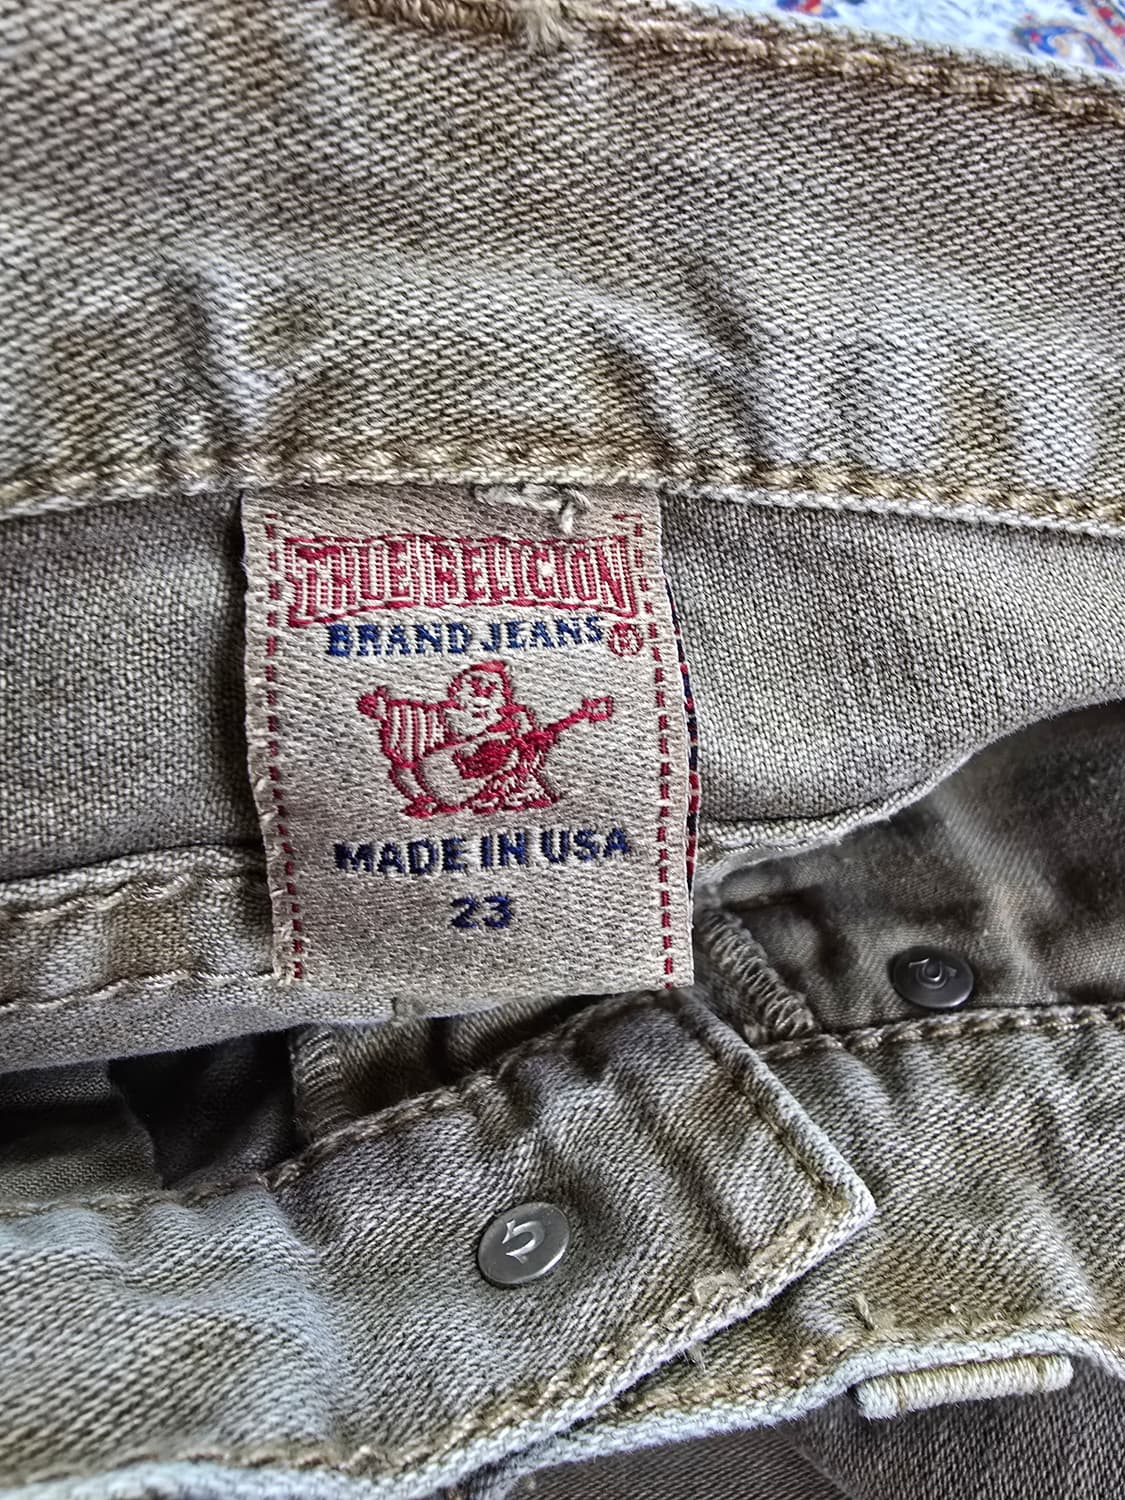 TRUE RELIGION
BRAND JEANS®
MADE IN USA
23